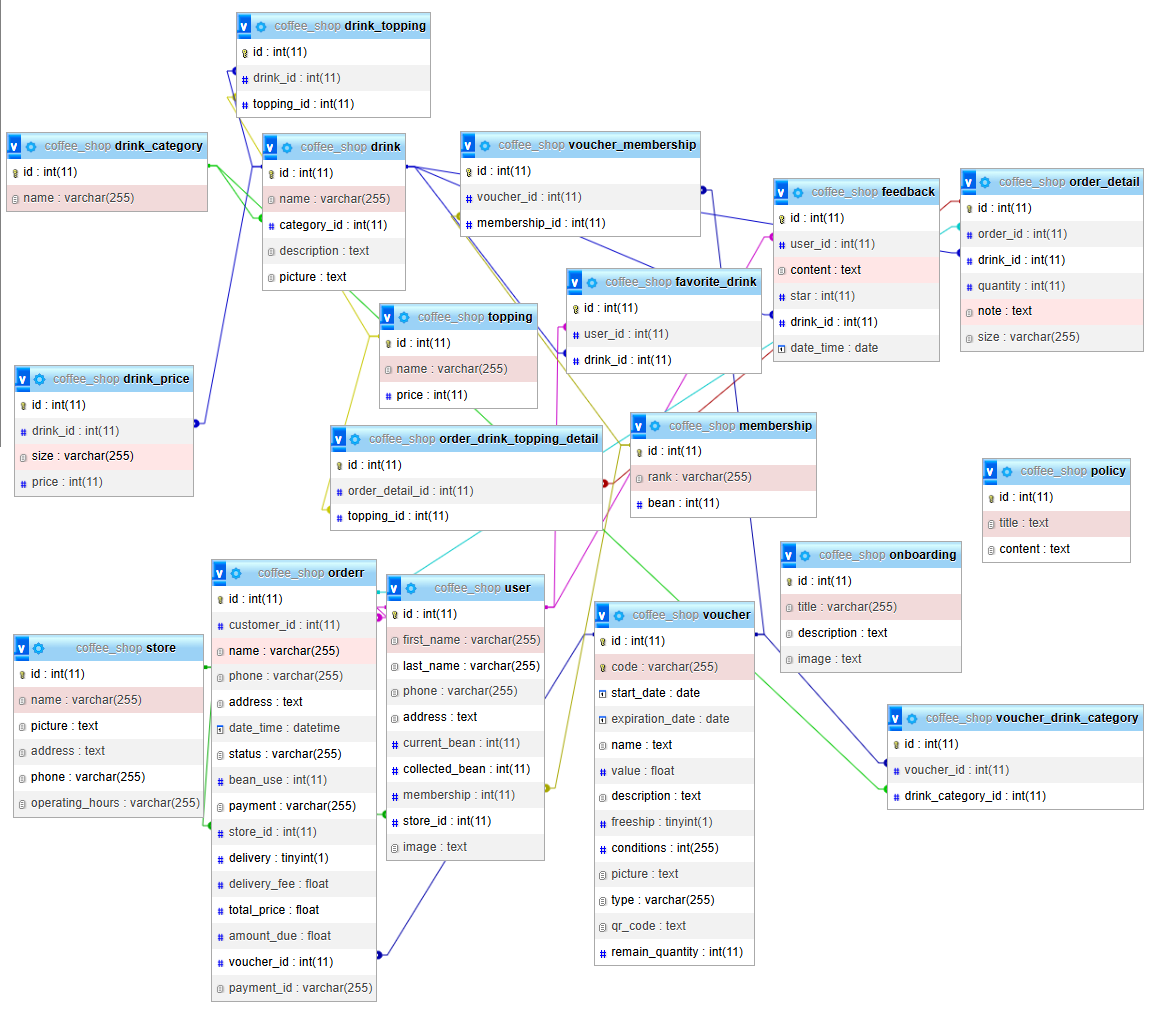 coffee_shop drink_topping
id : int(11)
drink_id : int(11)
topping_id : int(11)
coffee_shop drink_category
id : int(11)
name : varchar(255)
coffee_shop drink
id : int(11)
name : varchar(255)
category_id : int(11)
description : text
picture : text
coffee_shop voucher_membership
id : int(11)
voucher_id : int(11)
membership_id : int(11)
coffee_shop feedback
id : int(11)
user_id : int(11)
content : text
star : int(11)
drink_id : int(11)
date_time : date
coffee_shop order_detail
id : int(11)
order_id : int(11)
drink_id : int(11)
quantity : int(11)
note : text
size : varchar(255)
coffee_shop favorite_drink
id : int(11)
user_id : int(11)
drink_id : int(11)
coffee_shop topping
id : int(11)
name : varchar(255)
price : int(11)
coffee_shop drink_price
id : int(11)
drink_id : int(11)
size : varchar(255)
price : int(11)
coffee_shop order_drink_topping_detail
id : int(11)
order_detail_id : int(11)
topping_id : int(11)
coffee_shop membership
id : int(11)
rank : varchar(255)
bean : int(11)
coffee_shop policy
id : int(11)
title : text
content : text
coffee_shop onboarding
id : int(11)
title : varchar(255)
description : text
image : text
coffee_shop orderr
id : int(11)
customer_id : int(11)
name : varchar(255)
phone : varchar(255)
address : text
date_time : datetime
status : varchar(255)
bean_use : int(11)
payment : varchar(255)
store_id : int(11)
delivery : tinyint(1)
delivery_fee : float
total_price : float
amount_due : float
voucher_id : int(11)
payment_id : varchar(255)
coffee_shop user
id : int(11)
first_name : varchar(255)
last_name : varchar(255)
phone : varchar(255)
address : text
current_bean : int(11)
collected_bean : int(11)
membership : int(11)
store_id : int(11)
image : text
coffee_shop voucher
id : int(11)
code : varchar(255)
start_date : date
expiration_date : date
name : text
value : float
description : text
freeship : tinyint(1)
conditions : int(255)
picture : text
type : varchar(255)
qr_code : text
remain_quantity : int(11)
coffee_shop store
id : int(11)
name : varchar(255)
picture : text
address : text
phone : varchar(255)
operating_hours : varchar(255)
coffee_shop voucher_drink_category
id : int(11)
voucher_id : int(11)
drink_category_id : int(11)